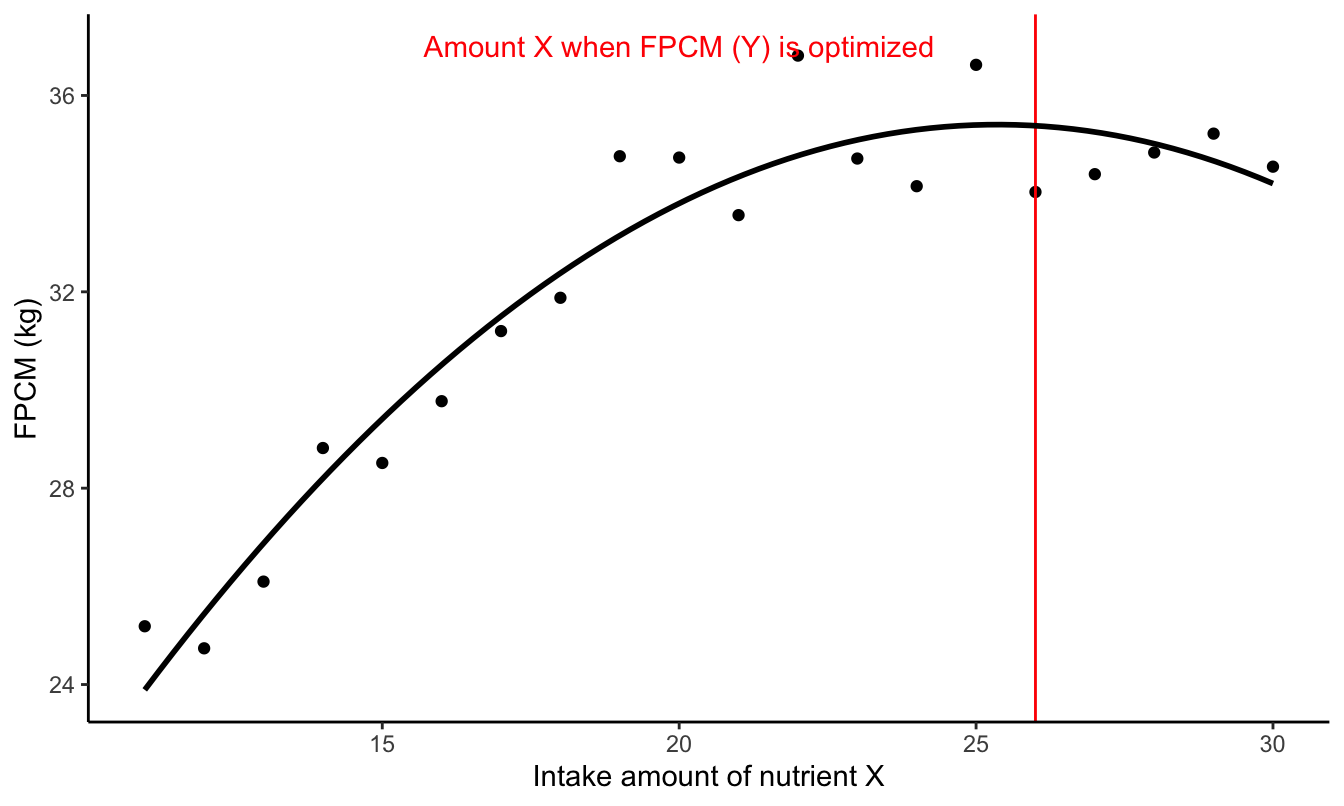 Amount X when FPCM (Y) is optimized
36
32
28
24
FPCM (kg)
15 20 25 30
Intake amount of nutrient X